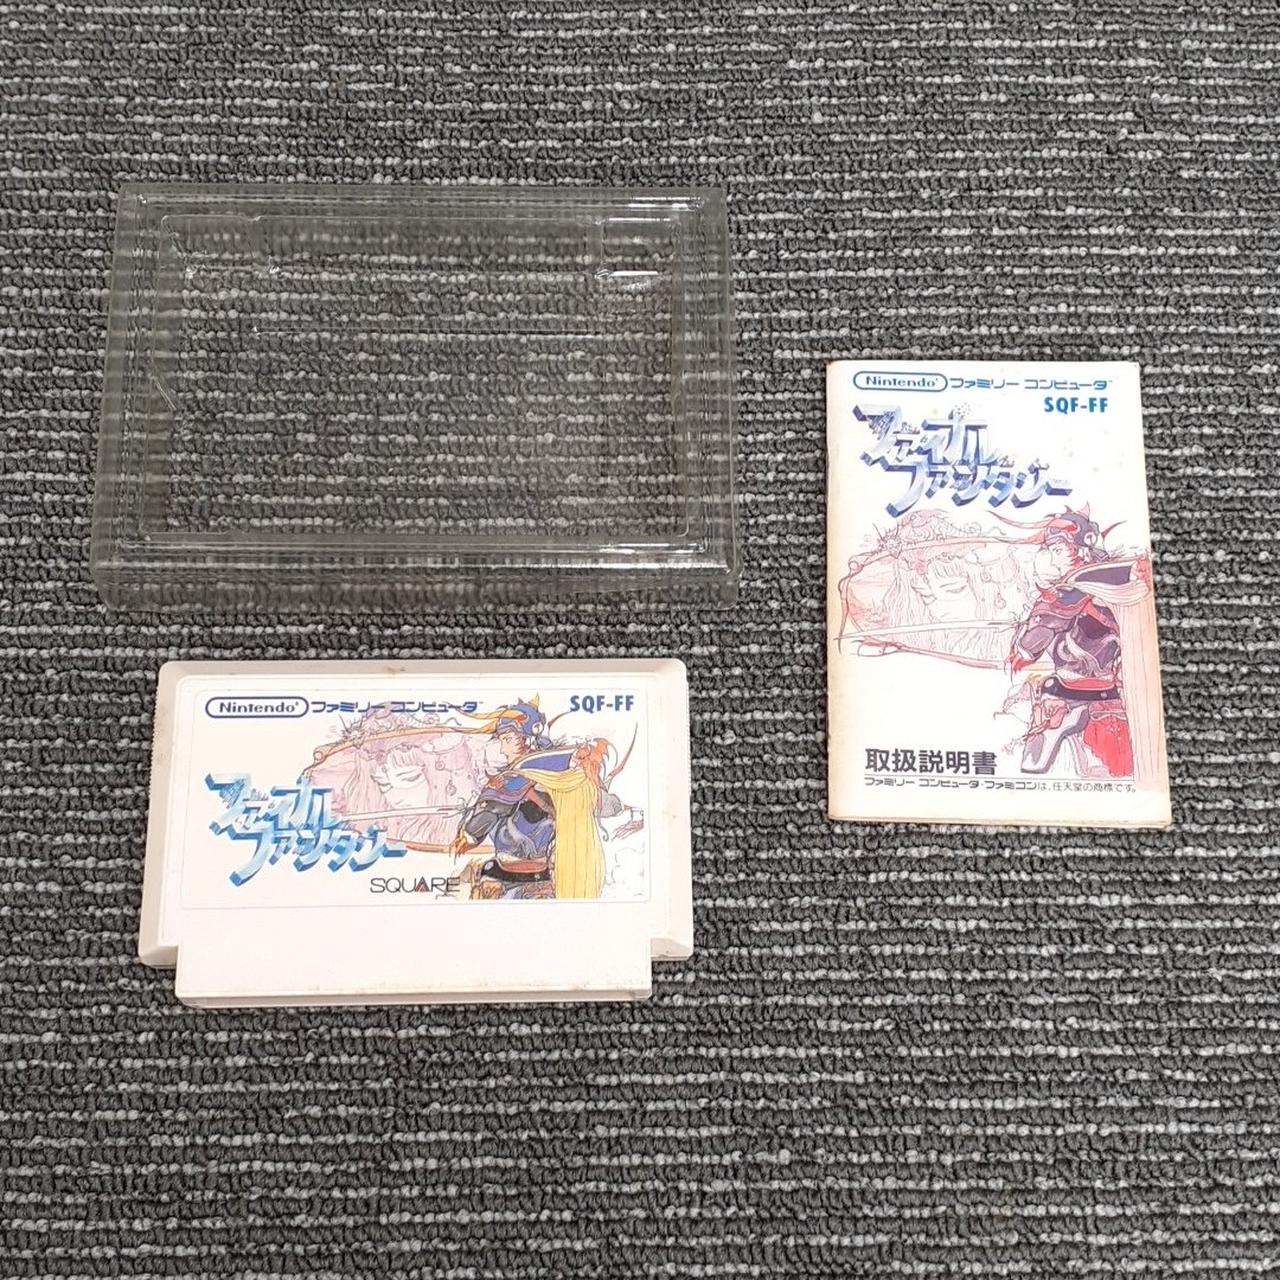 Nintendo ファミリー コンピュータ™
SQF-FF
ファイナル
ファンタジー
SQUARE
Nintendo® ファミリー コンピュータ™
SQF-FF
ファイナル
ファンタジー
取扱説明書
ファミリー コンピュータ・ファミコンは、任天堂の商標です。